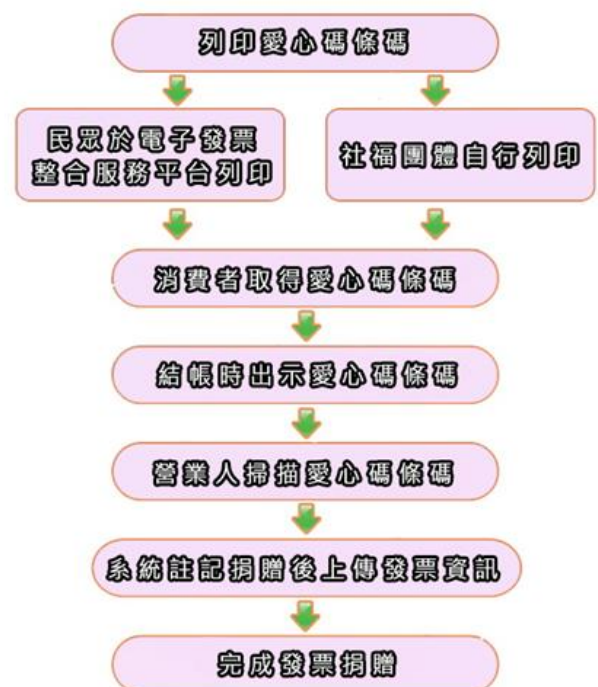 列印愛心碼條碼
民眾於電子發票
整合服務平台列印
社福團體自行列印
消費者取得愛心碼條碼
結帳時出示愛心碼條碼
營業人掃描愛心碼條碼
系統註記捐贈後上傳發票資訊
完成發票捐贈